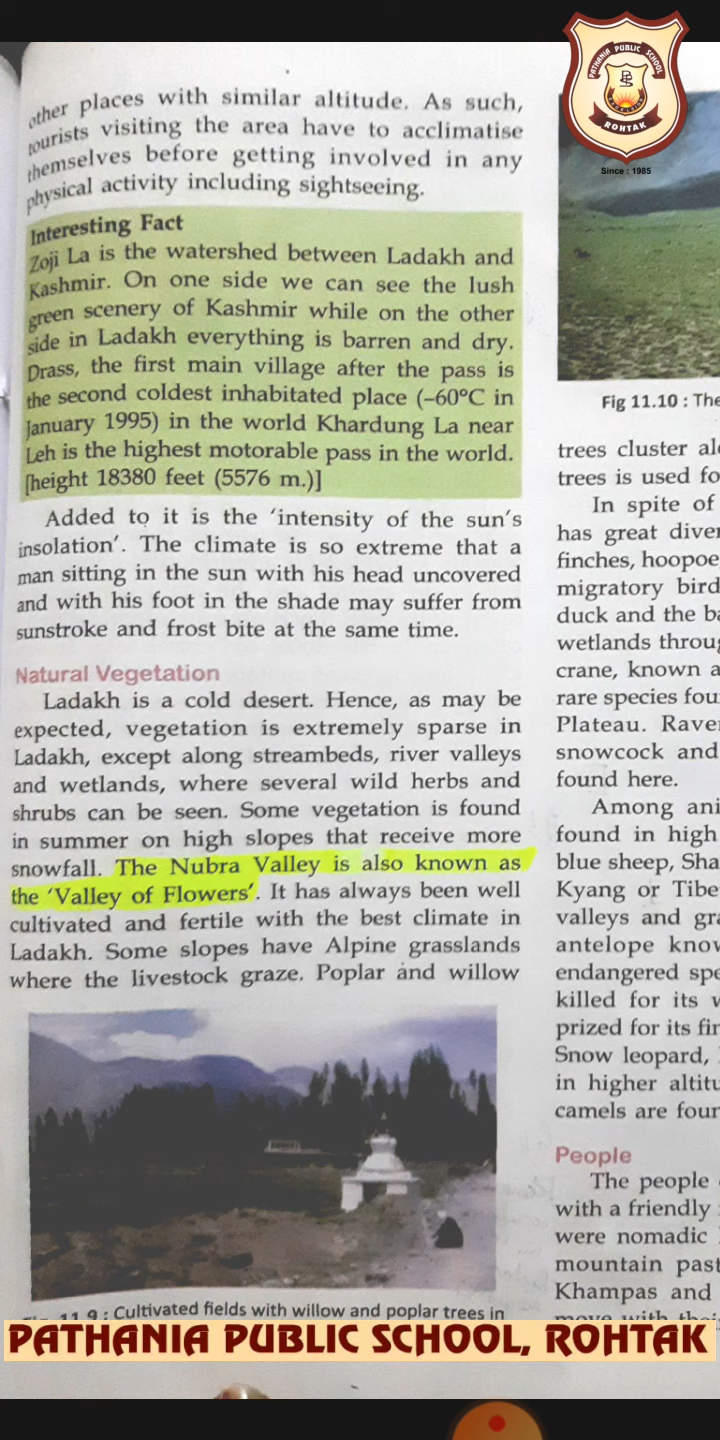 PATHANIA PUBLIC SCHOOL
PPS
ROHTAK
Since : 1985
other places with similar altitude. As such,
tourists visiting the area have to acclimatise
themselves before getting involved in any
physical activity including sightseeing.
Interesting Fact
Zoji La is the watershed between Ladakh and
Kashmir. On one side we can see the lush
green scenery of Kashmir while on the other
side in Ladakh everything is barren and dry.
Drass, the first main village after the pass is
the second coldest inhabitated place (–60°C in
January 1995) in the world Khardung La near
Leh is the highest motorable pass in the world.
[height 18380 feet (5576 m.)]
Added to it is the ‘intensity of the sun’s
insolation’. The climate is so extreme that a
man sitting in the sun with his head uncovered
and with his foot in the shade may suffer from
sunstroke and frost bite at the same time.
Natural Vegetation
Ladakh is a cold desert. Hence, as may be
expected, vegetation is extremely sparse in
Ladakh, except along streambeds, river valleys
and wetlands, where several wild herbs and
shrubs can be seen. Some vegetation is found
in summer on high slopes that receive more
snowfall. The Nubra Valley is also known as
the ‘Valley of Flowers’. It has always been well
cultivated and fertile with the best climate in
Ladakh. Some slopes have Alpine grasslands
where the livestock graze. Poplar and willow
Fig 11.9 : Cultivated fields with willow and poplar trees in
Fig 11.10 : The
trees cluster al
trees is used fo
In spite of
has great diver
finches, hoopoe
migratory bird
duck and the ba
wetlands throug
crane, known a
rare species fou
Plateau. Raven
snowcock and
found here.
Among ani
found in high
blue sheep, Sha
Kyang or Tibe
valleys and gra
antelope know
endangered spe
killed for its w
prized for its fin
Snow leopard,
in higher altitu
camels are foun
People
The people
with a friendly
were nomadic
mountain past
Khampas and
move with thei
PATHANIA PUBLIC SCHOOL, ROHTAK